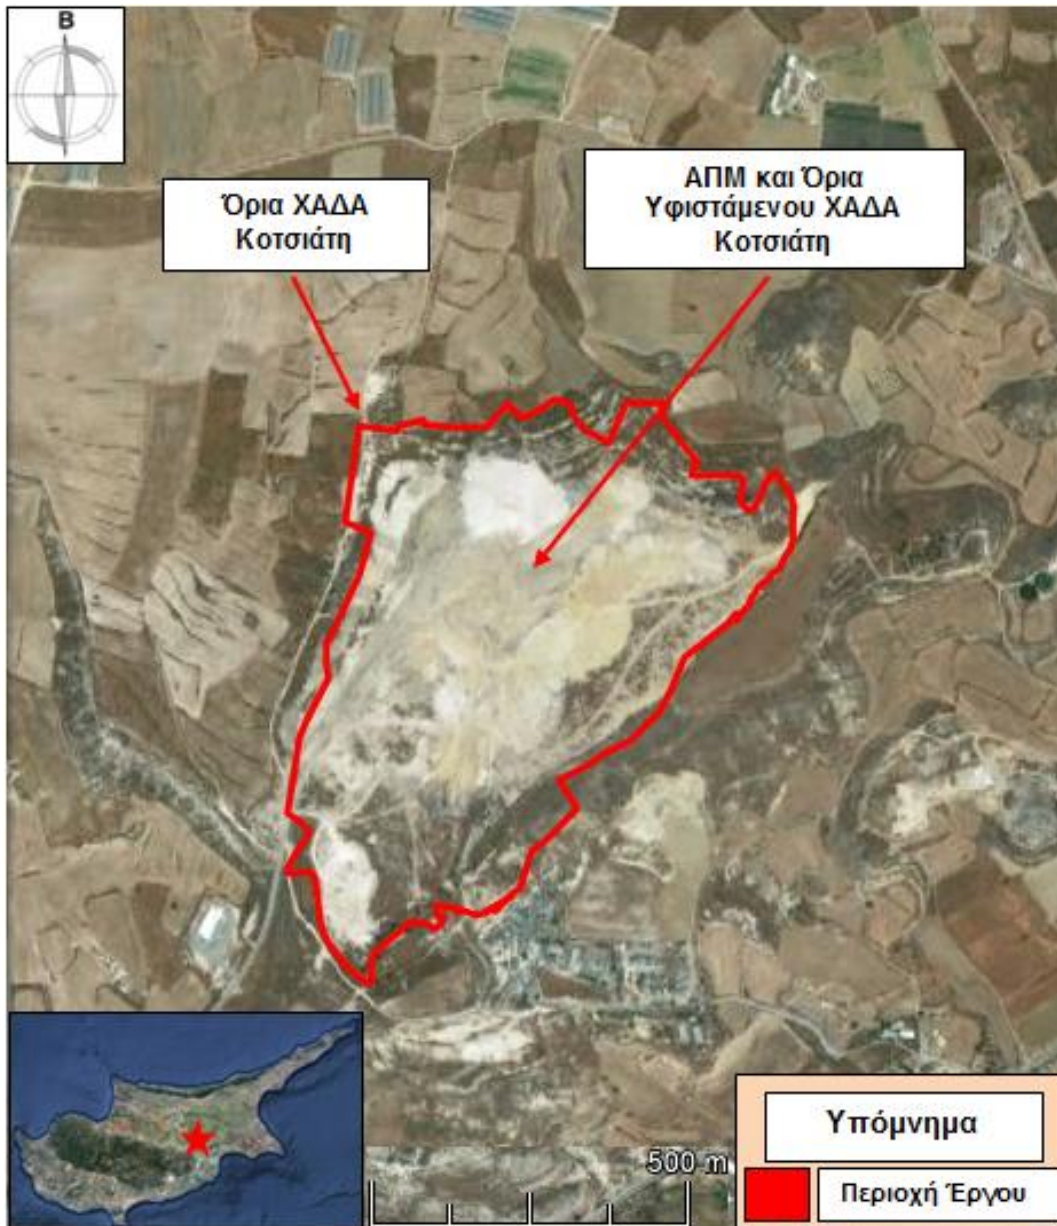 Β
Όρια ΧΑΔΑ
Κοτσιάτη
ΑΠΜ και Όρια
Υφιστάμενου ΧΑΔΑ
Κοτσιάτη
500 m
Υπόμνημα
Περιοχή Έργου